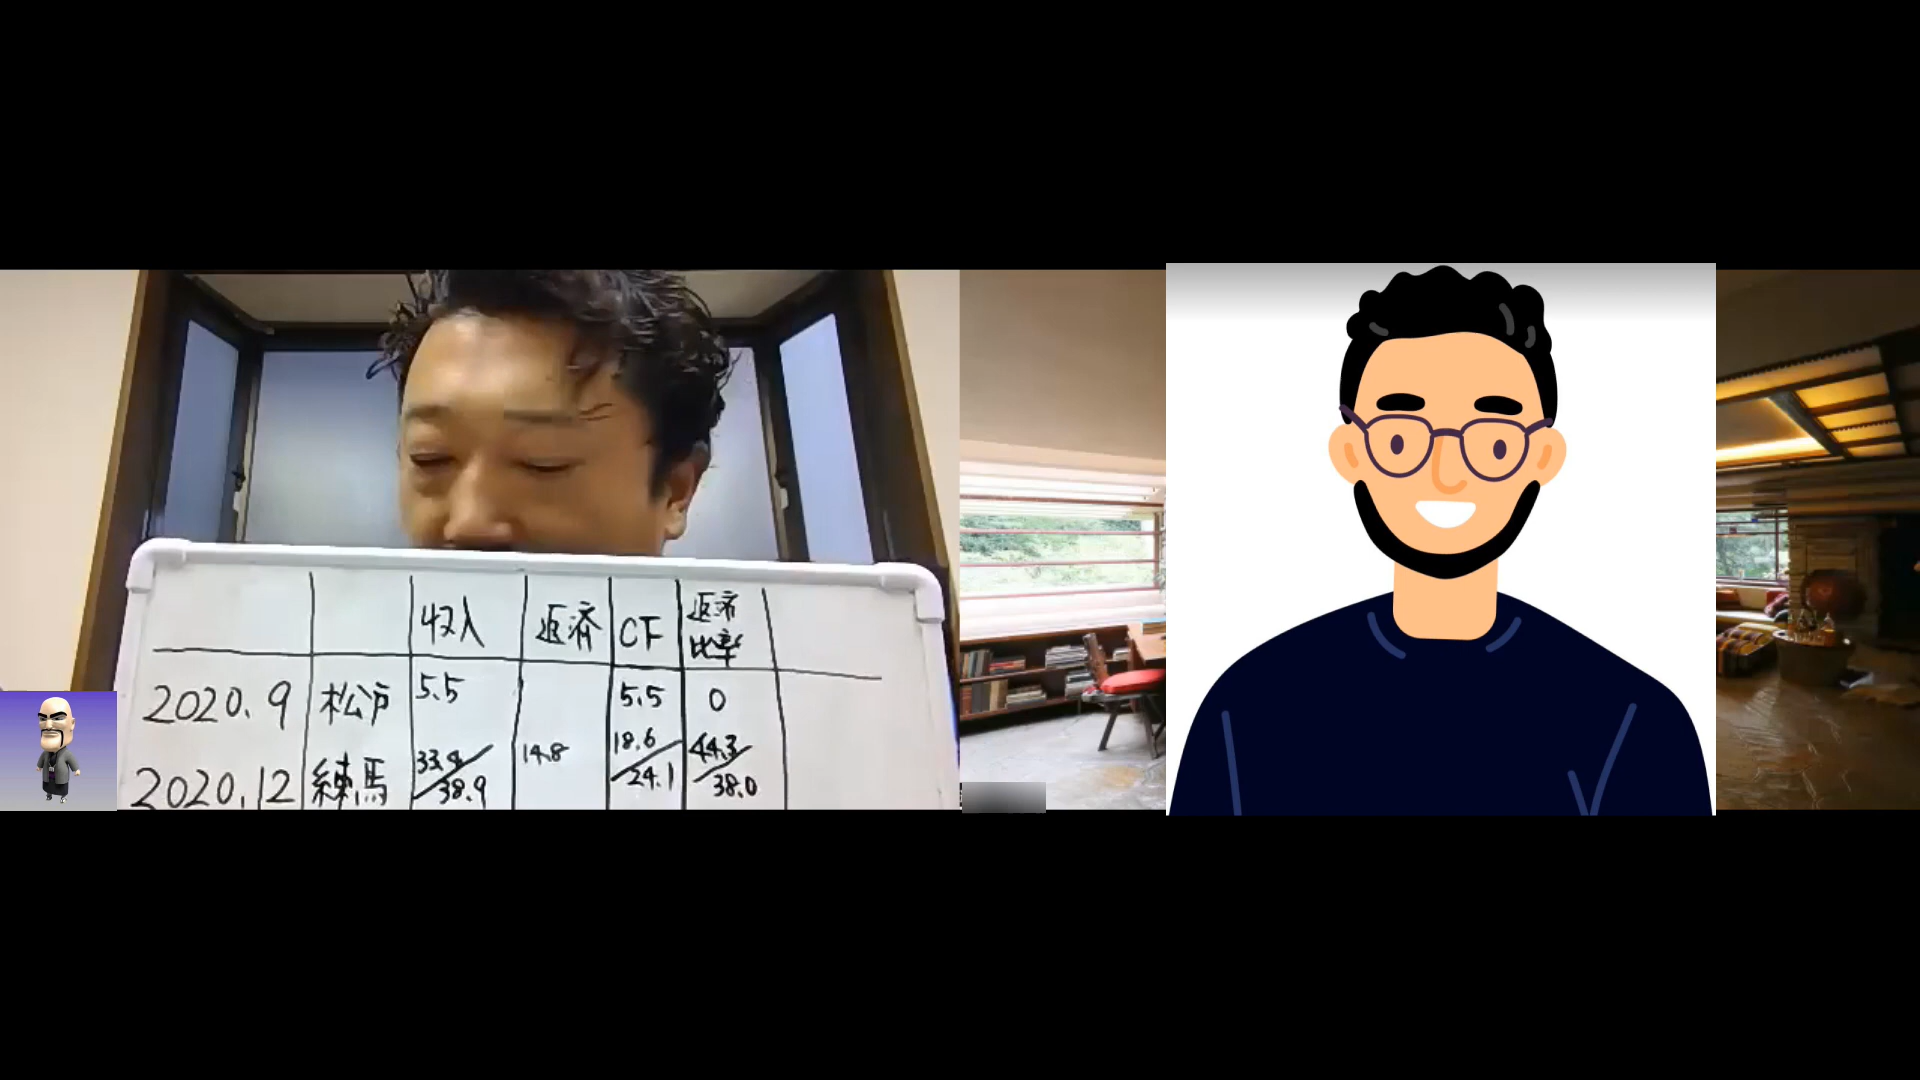 収入 返済 CF 返済
比率
2020.9 松戸 5.5 5.5 0
2020.12 練馬 33.4/38.9 14.8 18.6/24.1 44.3/38.0